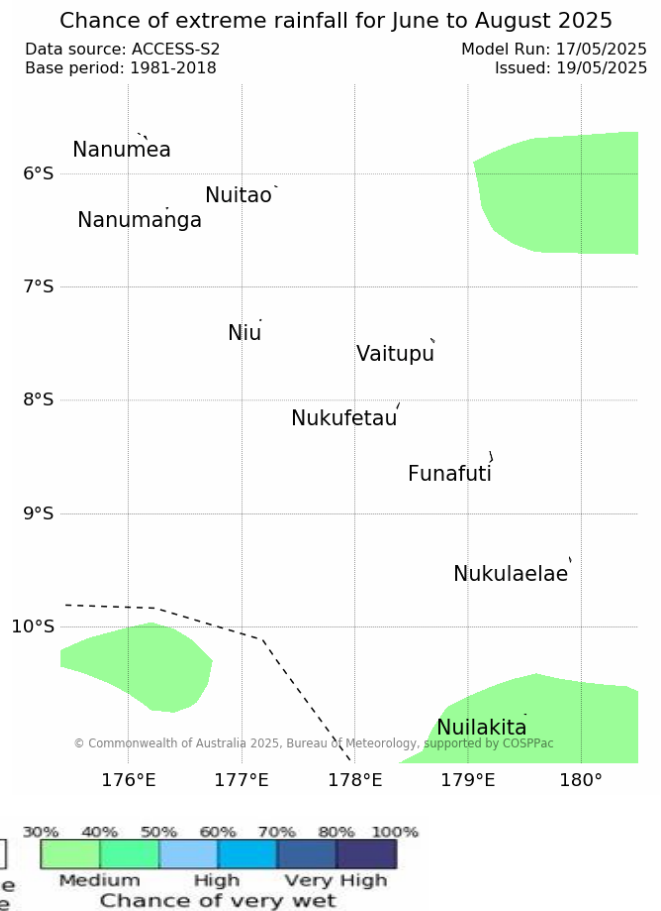 Chance of extreme rainfall for June to August 2025
Data source: ACCESS-S2
Model Run: 17/05/2025
Base period: 1981-2018
Issued: 19/05/2025
Nanumea
6°S
Nuitao
Nanumanga
7°S
Niu
Vaitupu
8°S
Nukufetau
Funafuti
9°S
Nukulaelae
10°S
Nuilakita
© Commonwealth of Australia 2025, Bureau of Meteorology, supported by COSPPac
176°E 177°E 178°E 179°E 180°
30% 40% 50% 60% 70% 80% 100%
Medium High Very High
Chance of very wet